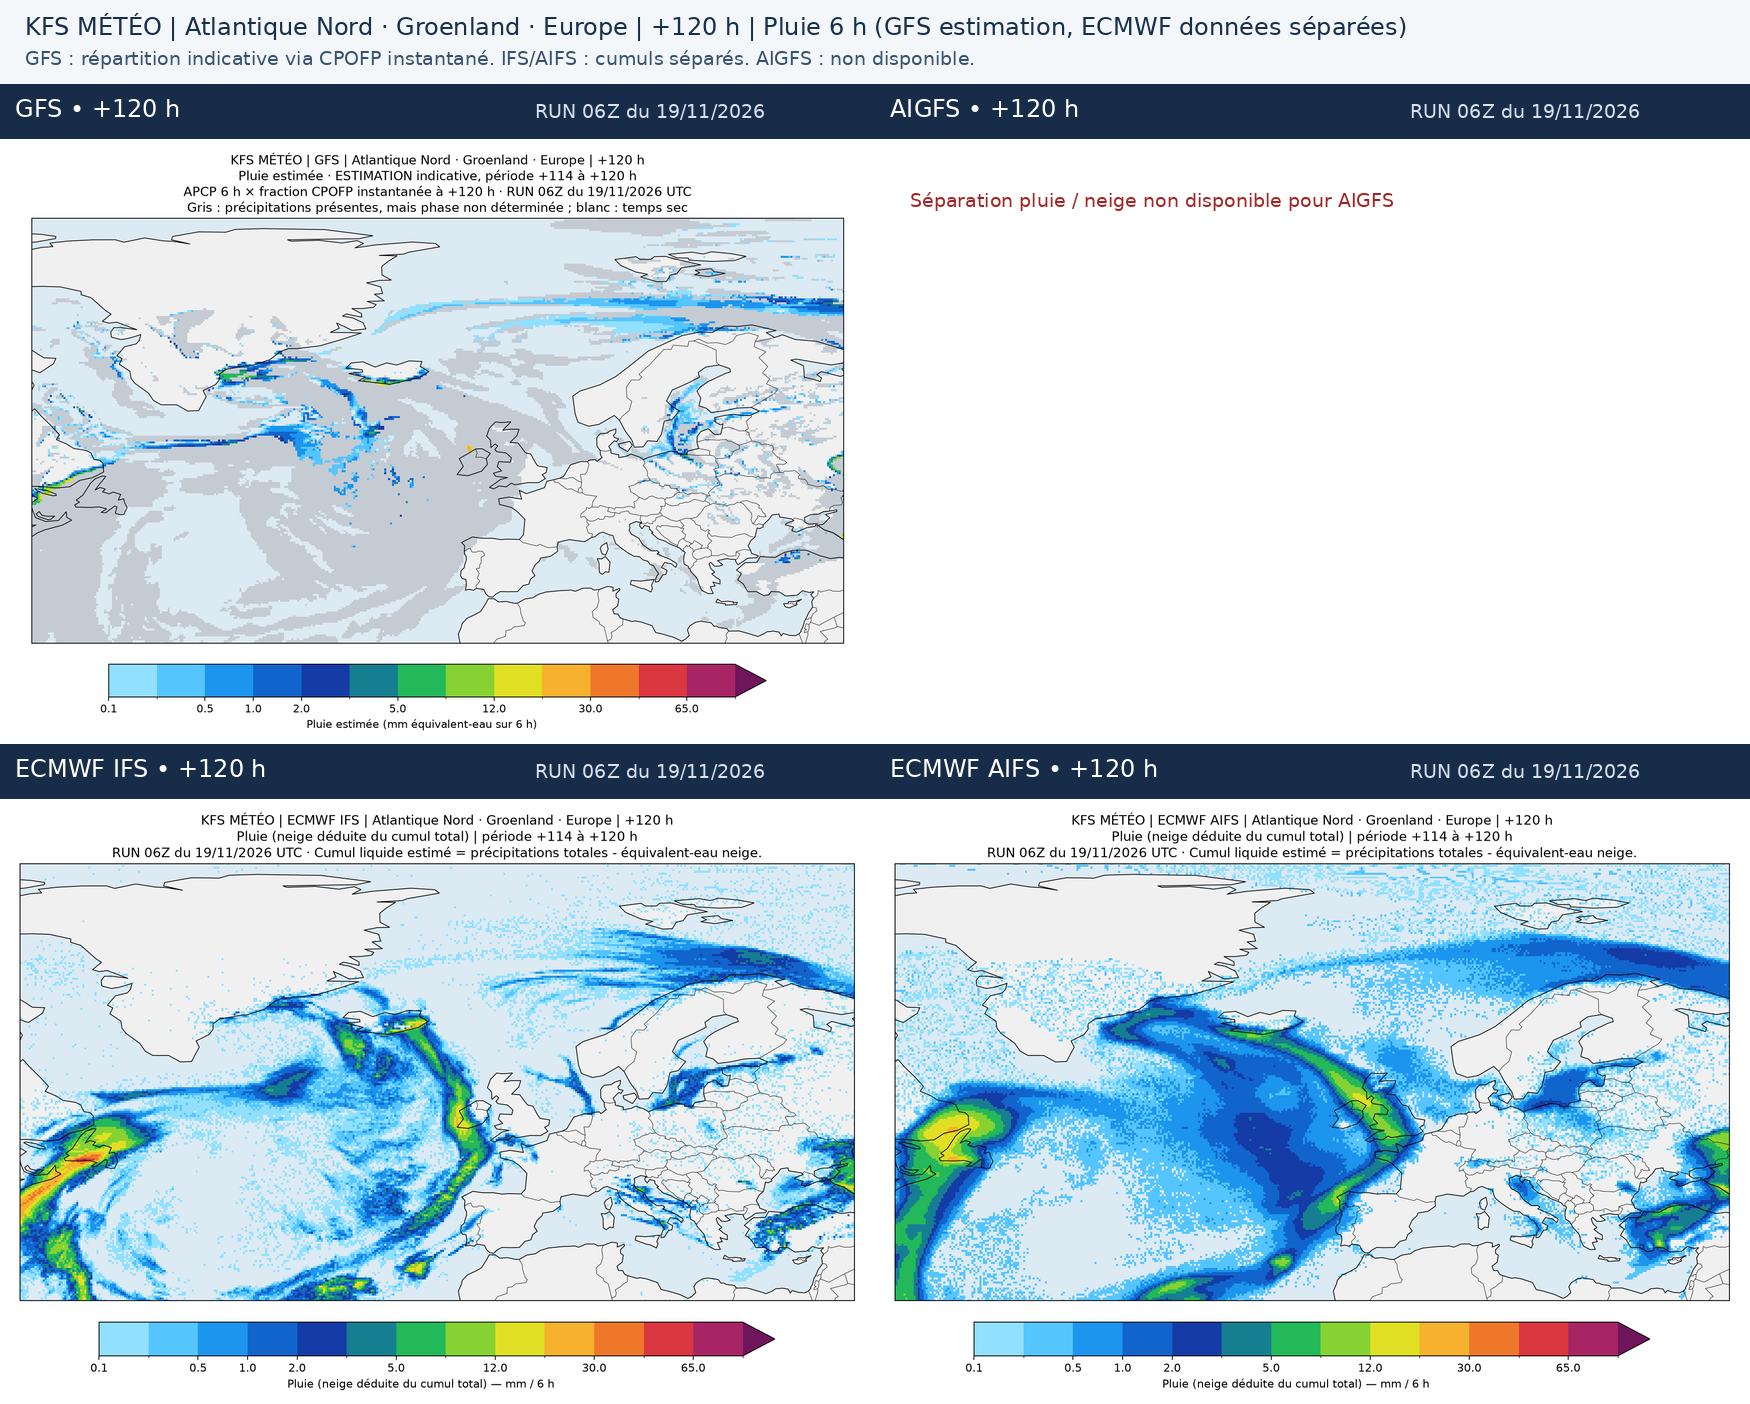 KFS MÉTÉO | Atlantique Nord · Groenland · Europe | +120 h | Pluie 6 h (GFS estimation, ECMWF données séparées)
GFS : répartition indicative via CPOFP instantané. IFS/AIFS : cumuls séparés. AIGFS : non disponible.
GFS • +120 h
RUN 06Z du 19/11/2026
KFS MÉTÉO | GFS | Atlantique Nord · Groenland · Europe | +120 h
Pluie estimée · ESTIMATION indicative, période +114 à +120 h
APCP 6 h × fraction CPOFP instantanée à +120 h · RUN 06Z du 19/11/2026 UTC
Gris : précipitations présentes, mais phase non déterminée ; blanc : temps sec
0.1 0.5 1.0 2.0 5.0 12.0 30.0 65.0
Pluie estimée (mm équivalent-eau sur 6 h)
AIGFS • +120 h
RUN 06Z du 19/11/2026
Séparation pluie / neige non disponible pour AIGFS
ECMWF IFS • +120 h
RUN 06Z du 19/11/2026
KFS MÉTÉO | ECMWF IFS | Atlantique Nord · Groenland · Europe | +120 h
Pluie (neige déduite du cumul total) | période +114 à +120 h
RUN 06Z du 19/11/2026 UTC · Cumul liquide estimé = précipitations totales - équivalent-eau neige.
0.1 0.5 1.0 2.0 5.0 12.0 30.0 65.0
Pluie (neige déduite du cumul total) — mm / 6 h
ECMWF AIFS • +120 h
RUN 06Z du 19/11/2026
KFS MÉTÉO | ECMWF AIFS | Atlantique Nord · Groenland · Europe | +120 h
Pluie (neige déduite du cumul total) | période +114 à +120 h
RUN 06Z du 19/11/2026 UTC · Cumul liquide estimé = précipitations totales - équivalent-eau neige.
0.1 0.5 1.0 2.0 5.0 12.0 30.0 65.0
Pluie (neige déduite du cumul total) — mm / 6 h